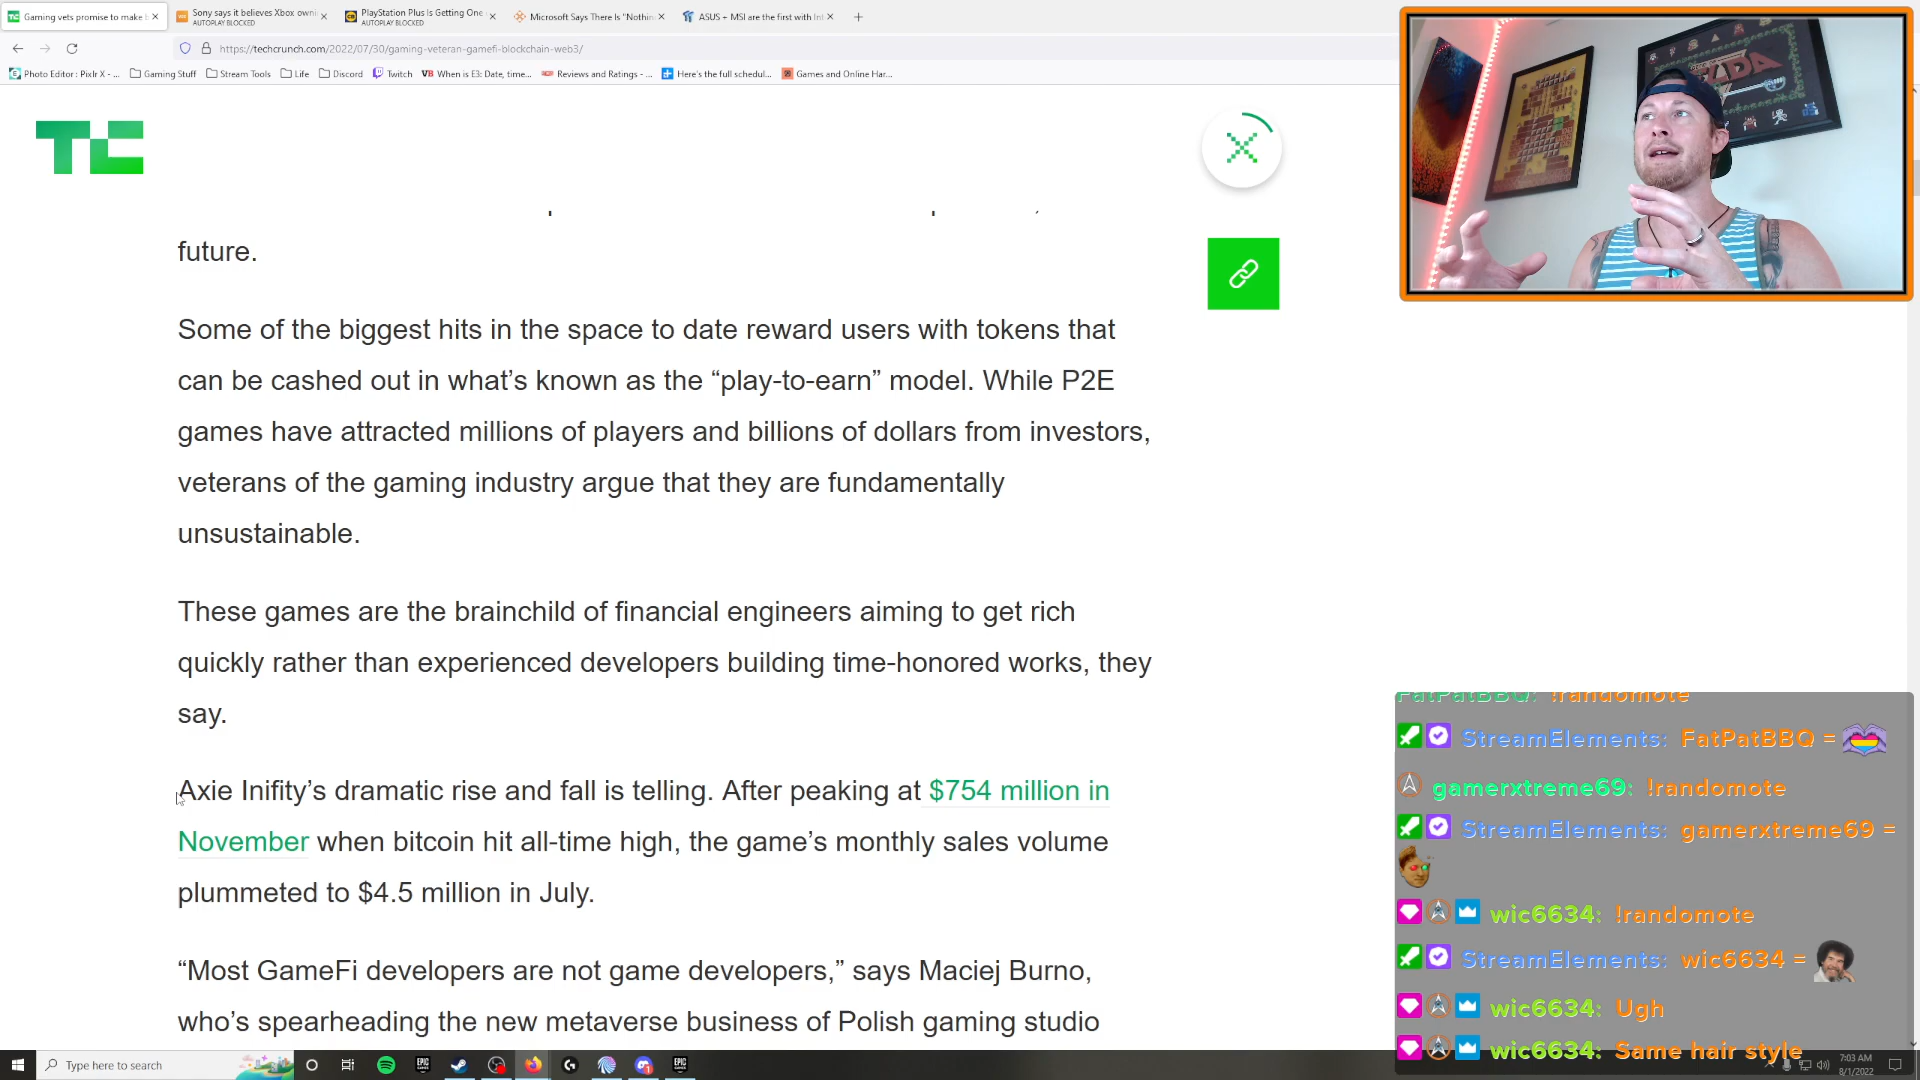 Gaming vets promise to make b
Sony says it believes Xbox owni
AUTOPLAY BLOCKED
PlayStation Plus Is Getting One
AUTOPLAY BLOCKED
Microsoft Says There Is "Nothin
ASUS + MSI are the first with Int
https://techcrunch.com/2022/07/30/gaming-veteran-gamefi-blockchain-web3/
Photo Editor : Pixlr X - ...
Gaming Stuff
Stream Tools
Life
Discord
Twitch
VB When is E3: Date, time...
Reviews and Ratings - ...
Here's the full schedul...
Games and Online Har...
TC
future.
Some of the biggest hits in the space to date reward users with tokens that
can be cashed out in what's known as the “play-to-earn” model. While P2E
games have attracted millions of players and billions of dollars from investors,
veterans of the gaming industry argue that they are fundamentally
unsustainable.
These games are the brainchild of financial engineers aiming to get rich
quickly rather than experienced developers building time-honored works, they
say.
Axie Inifity's dramatic rise and fall is telling. After peaking at $754 million in
November when bitcoin hit all-time high, the game's monthly sales volume
plummeted to $4.5 million in July.
“Most GameFi developers are not game developers,” says Maciej Burno,
who's spearheading the new metaverse business of Polish gaming studio
FatPatBBQ: !randomote
StreamElements: FatPatBBQ =
gamerxtreme69: !randomote
StreamElements: gamerxtreme69 =
wic6634: !randomote
StreamElements: wic6634 =
wic6634: Ugh
wic6634: Same hair style
Type here to search
7:03 AM
8/1/2022